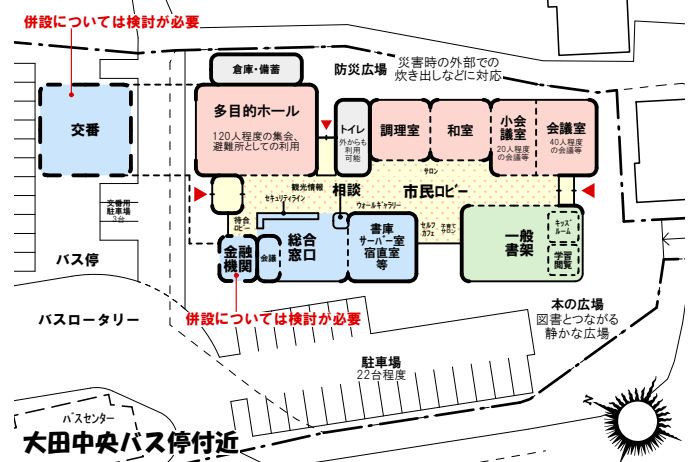 併設については検討が必要
倉庫・備蓄
防災広場
災害時の外部での
炊き出しなどに対応
交番
多目的ホール
120人程度の集会、
避難所としての利用
トイレ
外からも
利用
可能
調理室
和室
小会
議室
20人程度
の会議等
会議室
40人程度
の会議等
サロン
観光情報
相談
市民ロビー
セキュリティライン
ウォールギャラリー
交番用
駐車場
3台
待合
ロビー
総合
窓口
書庫
サーバー室
宿直室
等
セルフ
カフェ
子育て
サロン
一般
書架
キッズ
ルーム
学習
閲覧
金融
機関
会議
バス停
併設については検討が必要
本の広場
図書とつながる
静かな広場
バスロータリー
駐車場
22台程度
バスセンター
大田中央バス停付近
N